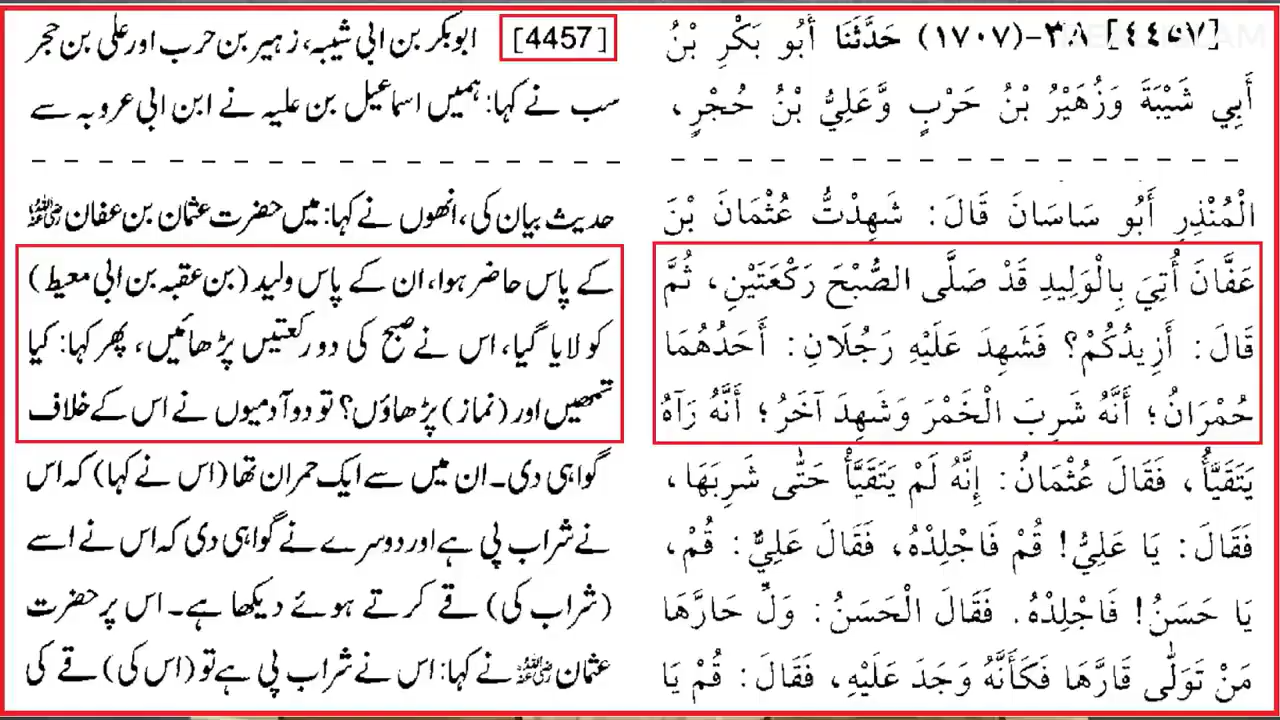 [٤٤٥٧] ٣٨-(١٧٠٧) حَدَّثَنَا أَبُو بَكْرِ بْنُ
أَبِي شَيْبَةَ وَزُهَيْرُ بْنُ حَرْبٍ وَّعَلِيُّ بْنُ حُجْرٍ،
الْمُنْذِرِ أَبُو سَاسَانَ قَالَ: شَهِدْتُّ عُثْمَانَ بْنَ
عَفَّانَ أُتِيَ بِالْوَلِيدِ قَدْ صَلَّى الصُّبْحَ رَكْعَتَيْنِ، ثُمَّ
قَالَ: أَزِيدُكُمْ؟ فَشَهِدَ عَلَيْهِ رَجُلَانِ: أَحَدُهُمَا
حُمْرَانُ؛ أَنَّهُ شَرِبَ الْخَمْرَ وَشَهِدَ آخَرُ؛ أَنَّهُ رَآهُ
يَتَقَيَّأُ، فَقَالَ عُثْمَانُ: إِنَّهُ لَمْ يَتَقَيَّأْ حَتّٰى شَرِبَهَا،
فَقَالَ: يَا عَلِيُّ! قُمْ فَاجْلِدْهُ، فَقَالَ عَلِيٌّ: قُمْ،
يَا حَسَنُ! فَاجْلِدْهُ. فَقَالَ الْحَسَنُ: وَلِّ حَارَّهَا
مَنْ تَوَلّٰى قَارَّهَا فَكَأَنَّهُ وَجَدَ عَلَيْهِ، فَقَالَ: قُمْ يَا
[4457] ابوبکر بن ابی شیبہ، زہیر بن حرب اور علی بن حجر
سب نے کہا: ہمیں اسماعیل بن علیہ نے ابن ابی عروبہ سے
حدیث بیان کی، انھوں نے کہا: میں حضرت عثمان بن عفان رضی اللہ عنہ
کے پاس حاضر ہوا، ان کے پاس ولید (بن عقبہ بن ابی معیط)
کو لایا گیا، اس نے صبح کی دو رکعتیں پڑھائیں، پھر کہا: کیا
تمھیں اور (نماز) پڑھاؤں؟ تو دو آدمیوں نے اس کے خلاف
گواہی دی۔ ان میں سے ایک حمران تھا (اس نے کہا) کہ اس
نے شراب پی ہے اور دوسرے نے گواہی دی کہ اس نے اسے
(شراب کی) قے کرتے ہوئے دیکھا ہے۔ اس پر حضرت
عثمان رضی اللہ عنہ نے کہا: اس نے شراب پی ہے تو (اس کی) قے کی